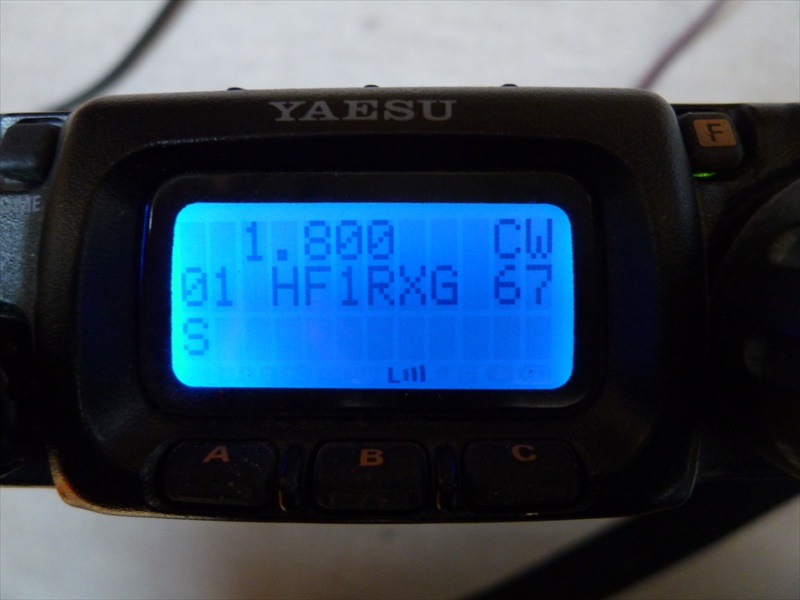 YAESU
F
1.800 CW
01 HF1RXG 67
S
L
A B C